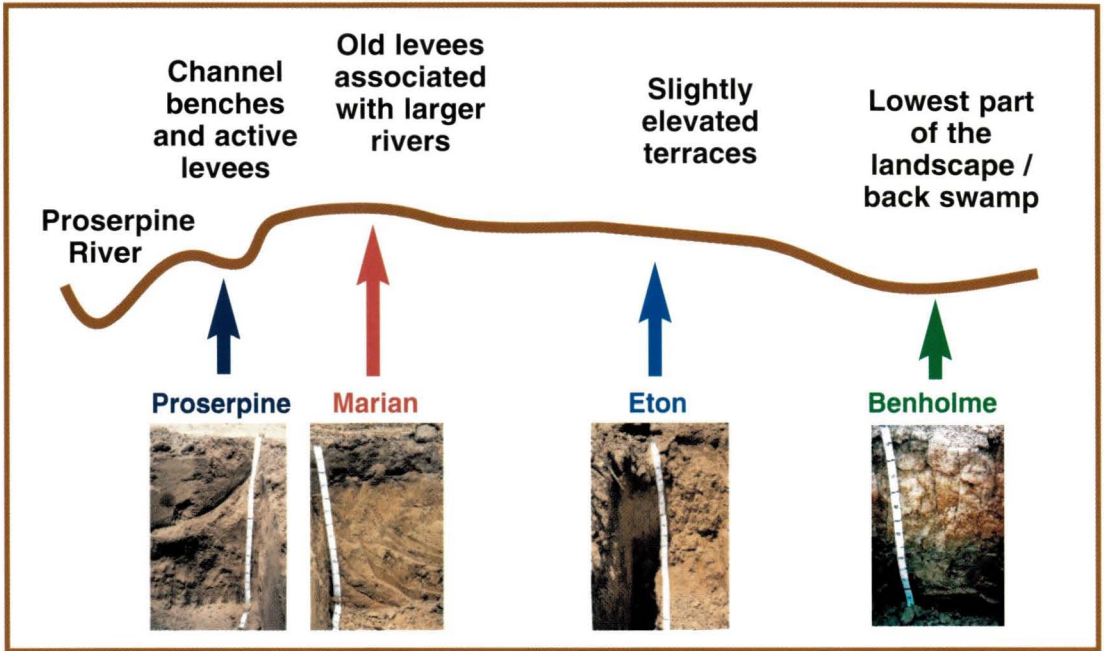 Proserpine
River
Channel
benches
and active
levees
Old levees
associated
with larger
rivers
Slightly
elevated
terraces
Lowest part
of the
landscape /
back swamp
Proserpine
Marian
Eton
Benholme